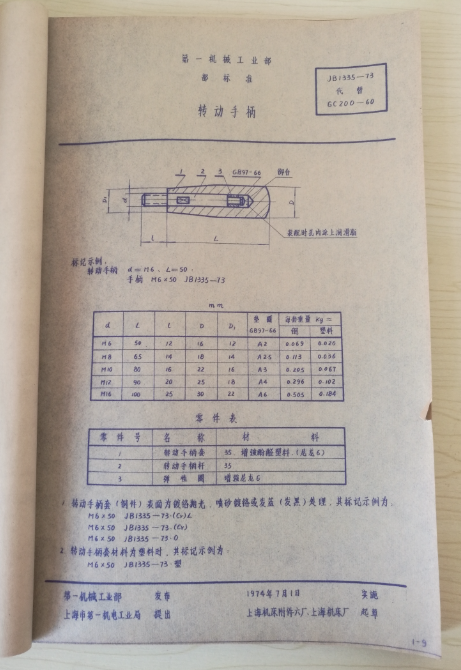 第一机械工业部
部 标 准
JB1335—73
代替
GC200—60
转动手柄
1 2 3 GB97-66 铆合
d D
装配时孔内涂上润滑脂
l L
标记示例:
转动手柄 d=M6、L=50:
手柄 M6×50 JB1335-73
mm
d L l D D₁ 垫圈 GB97-66 每件重量 Kg≈
钢 塑料
M6 50 12 16 12 A2 0.069 0.026
M8 65 14 18 14 A2.5 0.113 0.036
M10 80 16 22 16 A3 0.205 0.067
M12 90 20 25 18 A4 0.296 0.102
M16 100 25 30 22 A6 0.505 0.184
零件表
零件号 名称 材料
1 转动手柄套 35、增强酚醛塑料(尼龙6)
2 转动手柄杆 35
3 弹性圈 增强尼龙6
1. 转动手柄套(钢件)表面为镀铬抛光、喷砂镀铬或发蓝(发黑)处理、其标记示例为:
M6×50 JB1335-73·(Cr)L
M6×50 JB1335-73·(Cr)
M6×50 JB1335-73·O
2. 转动手柄套材料为塑料时,其标记示例为:
M6×50 JB1335-73·塑
第一机械工业部 发布 1974年7月1日 实施
上海市第一机电工业局 提出 上海机床附件六厂、上海机床厂 起草
1-5